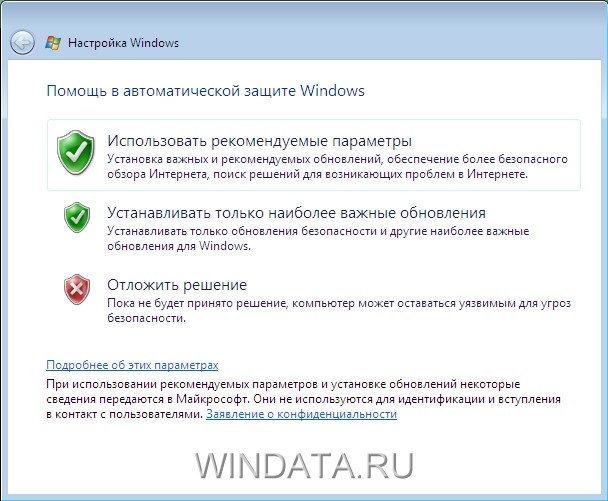 Настройка Windows
Помощь в автоматической защите Windows
Использовать рекомендуемые параметры
Установка важных и рекомендуемых обновлений, обеспечение более безопасного
обзора Интернета, поиск решений для возникающих проблем в Интернете.
Устанавливать только наиболее важные обновления
Устанавливать только обновления безопасности и другие наиболее важные
обновления для Windows.
Отложить решение
Пока не будет принято решение, компьютер может оставаться уязвимым для угроз
безопасности.
Подробнее об этих параметрах
При использовании рекомендуемых параметров и установке обновлений некоторые
сведения передаются в Майкрософт. Они не используются для идентификации и вступления
в контакт с пользователями. Заявление о конфиденциальности
WINDATA.RU